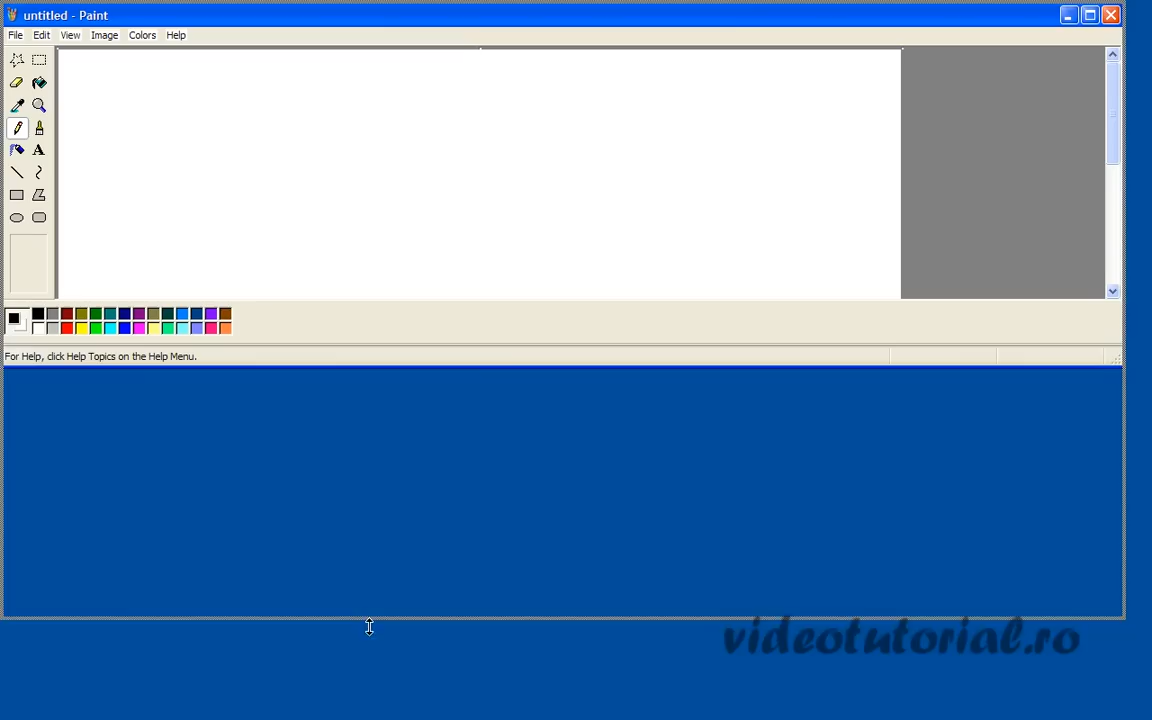 untitled - Paint
File Edit View Image Colors Help
A
For Help, click Help Topics on the Help Menu.
videotutorial.ro